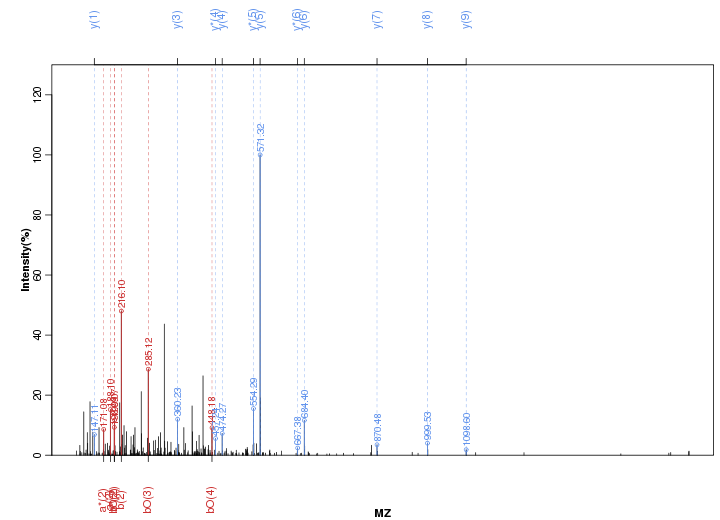 y(1)
y(3)
y*(4)
y(4)
y*(5)
y(5)
y*(6)
y(6)
y(7)
y(8)
y(9)
Intensity(%)
0
20
40
60
80
100
120
147.11
171.08
216.10
285.12
360.23
448.18
474.27
554.29
571.32
667.38
684.40
870.48
999.53
1098.60
a*(2)
b(2)
bO(3)
bO(4)
MZ